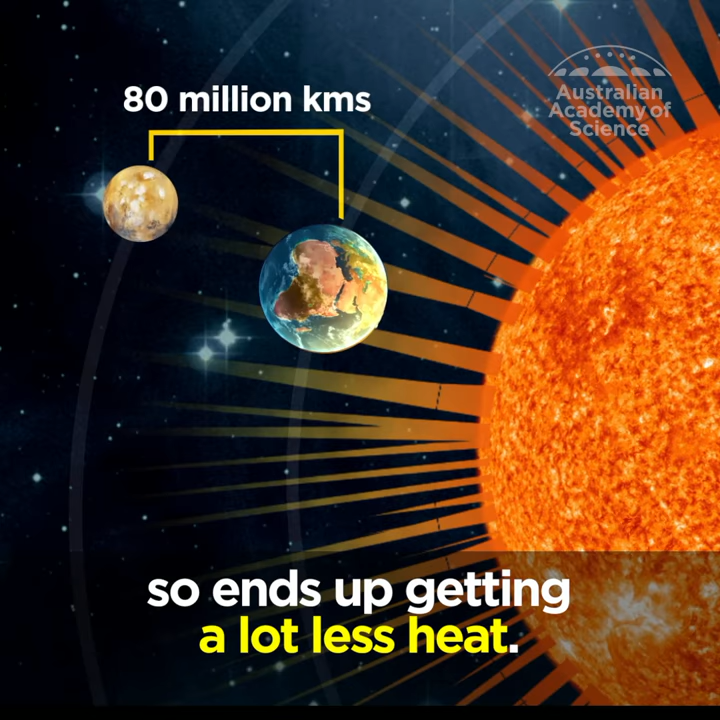 80 million kms
Australian
Academy of
Science
so ends up getting
a lot less heat.